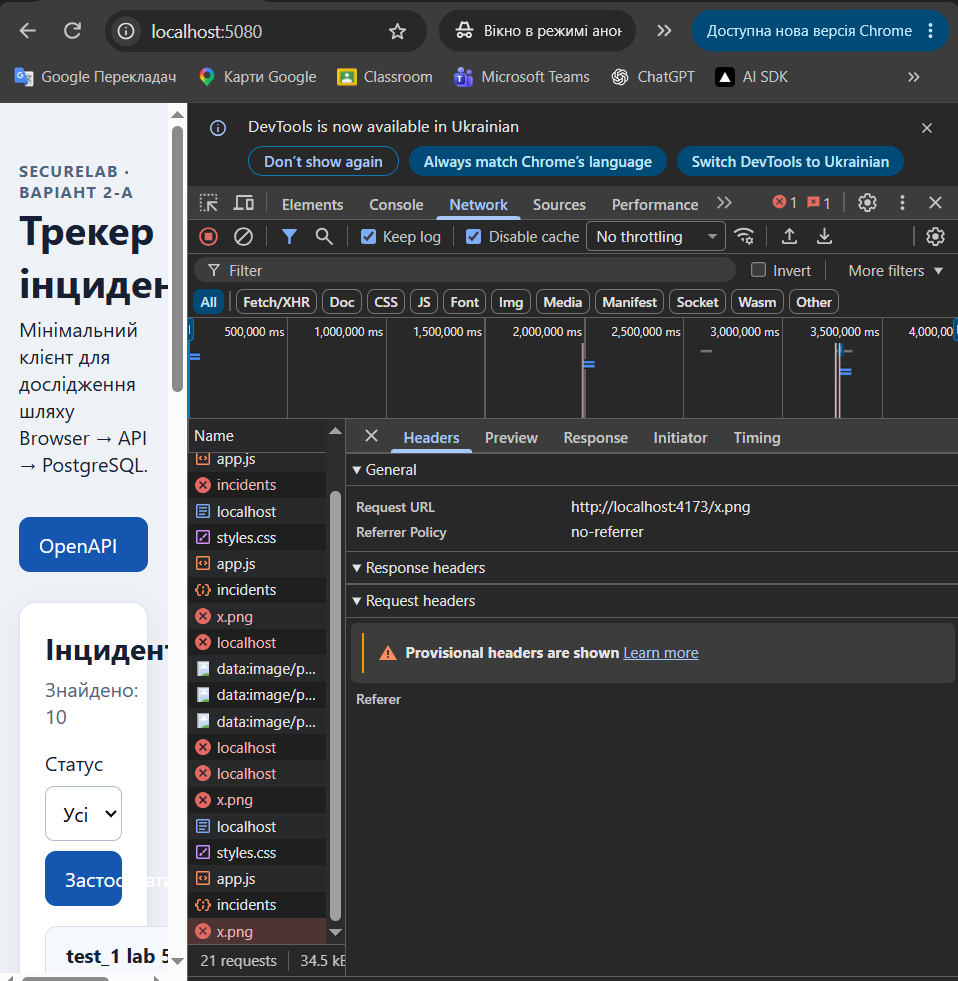 localhost:5080
Вікно в режимі анон
Доступна нова версія Chrome
Google Перекладач
Карти Google
Classroom
Microsoft Teams
ChatGPT
AI SDK
DevTools is now available in Ukrainian
Don't show again
Always match Chrome's language
Switch DevTools to Ukrainian
Elements
Console
Network
Sources
Performance
1
1
Keep log
Disable cache
No throttling
Filter
Invert
More filters
All
Fetch/XHR
Doc
CSS
JS
Font
Img
Media
Manifest
Socket
Wasm
Other
500,000 ms
1,000,000 ms
1,500,000 ms
2,000,000 ms
2,500,000 ms
3,000,000 ms
3,500,000 ms
4,000,00
Name
app.js
incidents
localhost
styles.css
app.js
incidents
x.png
localhost
data:image/p...
data:image/p...
data:image/p...
localhost
localhost
x.png
localhost
styles.css
app.js
incidents
x.png
21 requests
34.5 kB
Headers
Preview
Response
Initiator
Timing
General
Request URL
http://localhost:4173/x.png
Referrer Policy
no-referrer
Response headers
Request headers
Provisional headers are shown Learn more
Referer
SECURELAB ·
ВАРІАНТ 2-А
Трекер
інциден
Мінімальний
клієнт для
дослідження
шляху
Browser → API
→ PostgreSQL.
OpenAPI
Інцидент
Знайдено:
10
Статус
Усі
Застосувати
test_1 lab 5